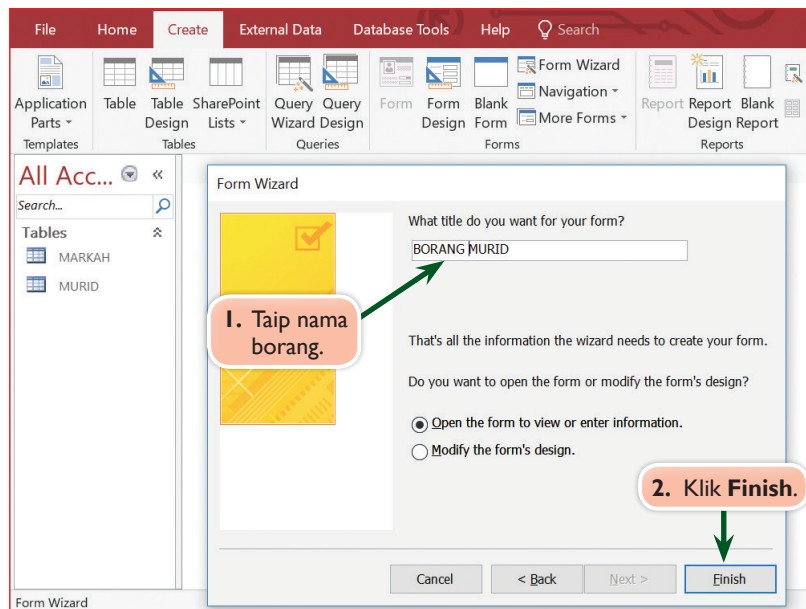 File Home Create External Data Database Tools Help Search
Application Parts
Table
Table Design
SharePoint Lists
Query Wizard
Query Design
Form
Form Design
Blank Form
Form Wizard
Navigation
More Forms
Report
Report Design
Blank Report
Templates Tables Queries Forms Reports
All Acc... «
Search...
Tables
MARKAH
MURID
Form Wizard
What title do you want for your form?
BORANG MURID
1. Taip nama
borang.
That's all the information the wizard needs to create your form.
Do you want to open the form or modify the form's design?
Open the form to view or enter information.
Modify the form's design.
2. Klik Finish.
Cancel < Back Next > Finish
Form Wizard